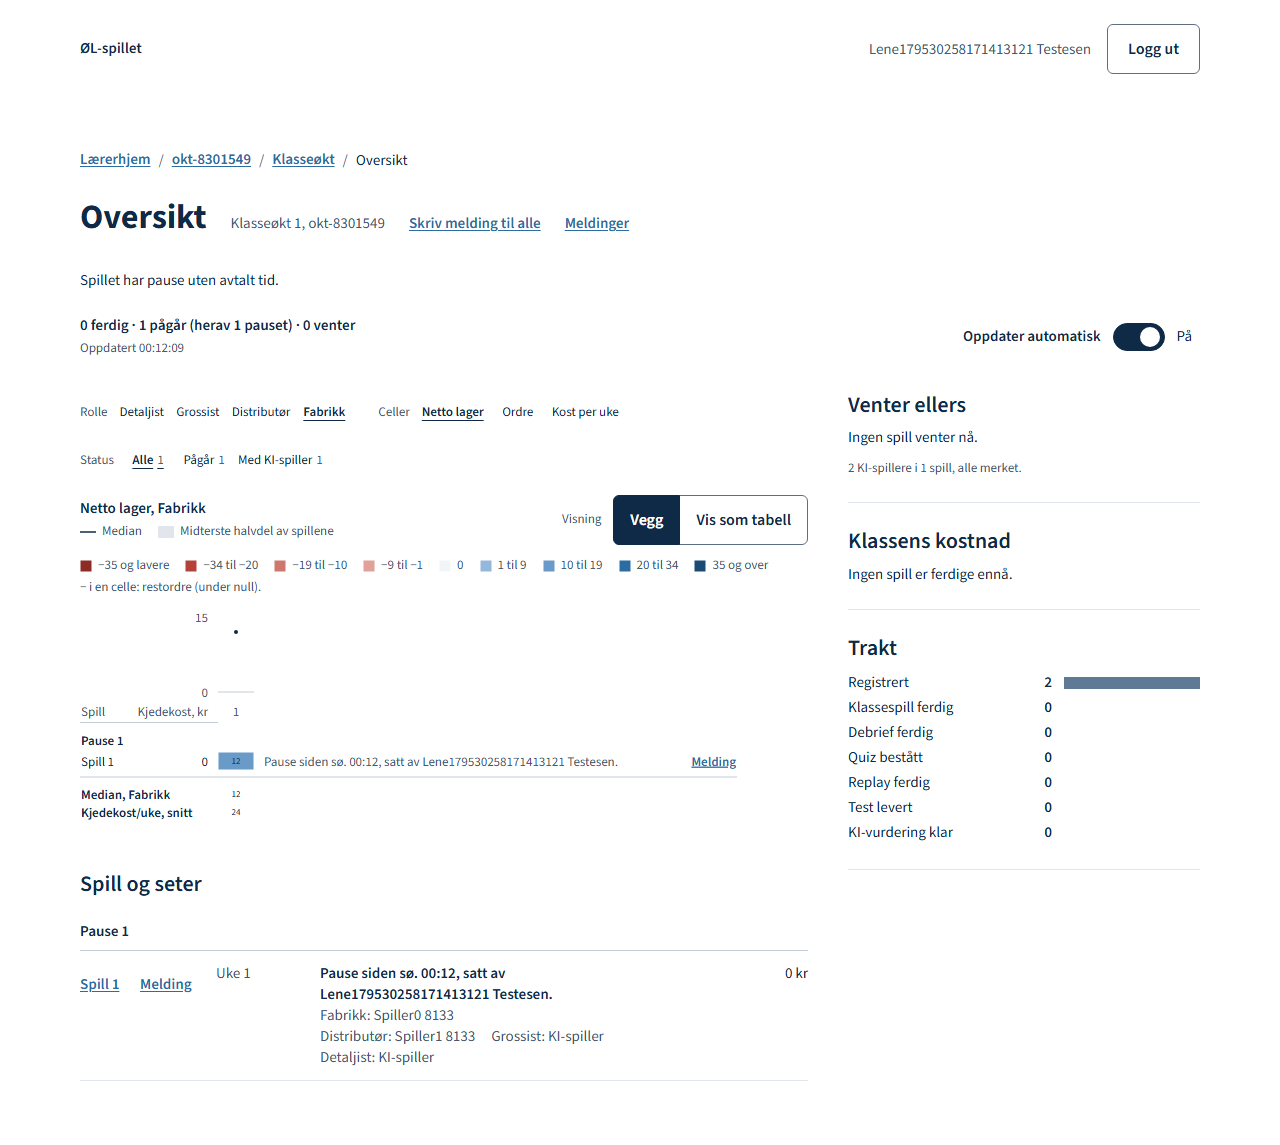 ØL-spillet
Lene179530258171413121 Testesen
Logg ut
Lærerhjem / okt-8301549 / Klasseøkt / Oversikt
Oversikt Klasseøkt 1, okt-8301549 Skriv melding til alle Meldinger
Spillet har pause uten avtalt tid.
0 ferdig · 1 pågår (herav 1 pauset) · 0 venter
Oppdatert 00:12:09
Oppdater automatisk På
Rolle Detaljist Grossist Distributør Fabrikk Celler Netto lager Ordre Kost per uke
Status Alle 1 Pågår 1 Med KI-spiller 1
Netto lager, Fabrikk
Median Midterste halvdel av spillene
Visning Vegg Vis som tabell
−35 og lavere −34 til −20 −19 til −10 −9 til −1 0 1 til 9 10 til 19 20 til 34 35 og over
− i en celle: restordre (under null).
15
0
Spill Kjedekost, kr 1
Pause 1
Spill 1 0 12 Pause siden sø. 00:12, satt av Lene179530258171413121 Testesen. Melding
Median, Fabrikk 12
Kjedekost/uke, snitt 24
Spill og seter
Pause 1
Spill 1 Melding Uke 1 Pause siden sø. 00:12, satt av 0 kr
Lene179530258171413121 Testesen.
Fabrikk: Spiller0 8133
Distributør: Spiller1 8133 Grossist: KI-spiller
Detaljist: KI-spiller
Venter ellers
Ingen spill venter nå.
2 KI-spillere i 1 spill, alle merket.
Klassens kostnad
Ingen spill er ferdige ennå.
Trakt
Registrert 2
Klassespill ferdig 0
Debrief ferdig 0
Quiz bestått 0
Replay ferdig 0
Test levert 0
KI-vurdering klar 0